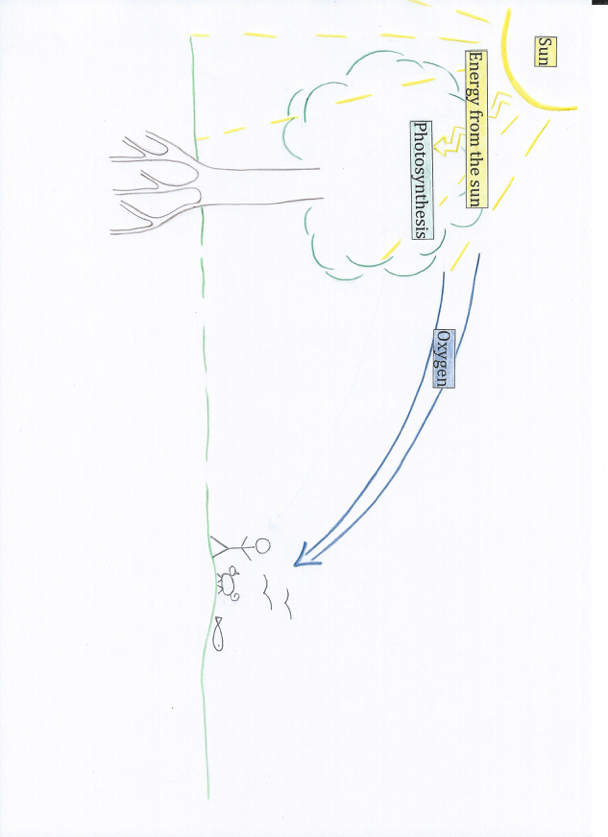 Sun
Energy from the sun
Photosynthesis
Oxygen